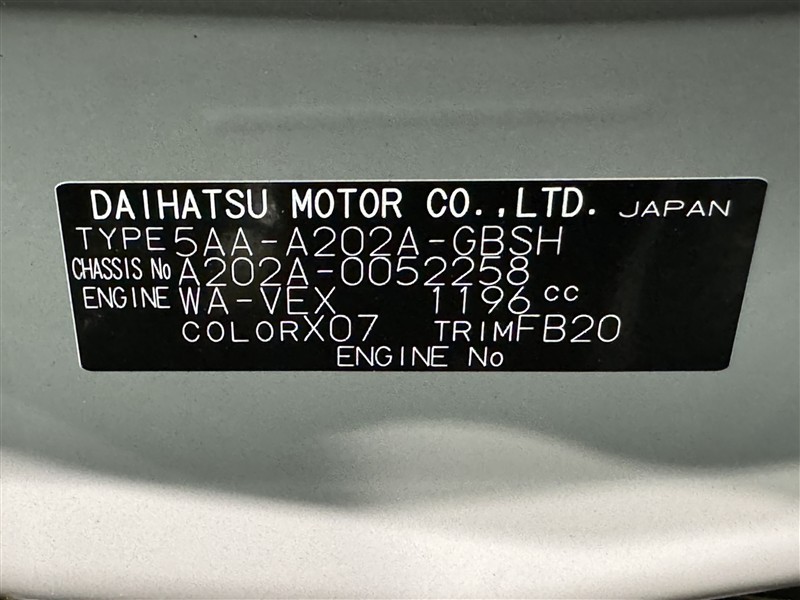 DAIHATSU MOTOR CO.,LTD. JAPAN
TYPE 5AA-A202A-GBSH
CHASSIS No A202A-0052258
ENGINE WA-VEX 1196 cc
COLOR X07 TRIM FB20
ENGINE No